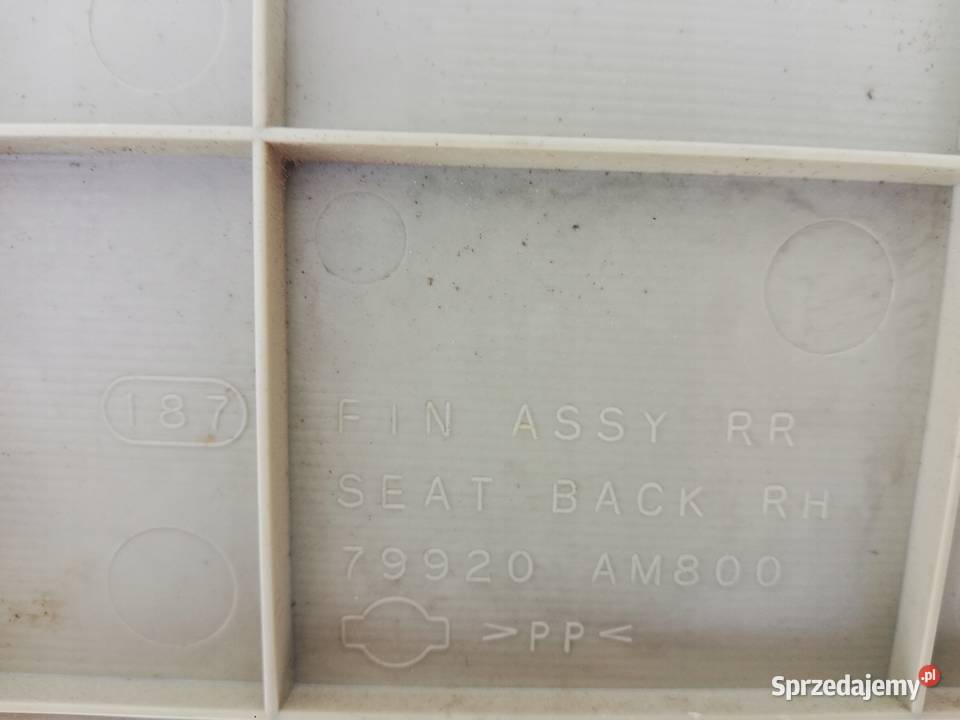 187
FIN ASSY RR
SEAT BACK RH
79920 AM800
>PP<
Sprzedajemy.pl